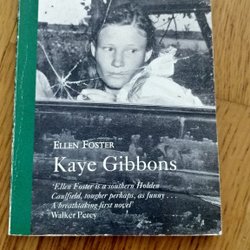 ELLEN FOSTER
Kaye Gibbons
'Ellen Foster is a southern Holden
Caulfield, tougher perhaps, as funny ...
A breathtaking first novel'
Walker Percy